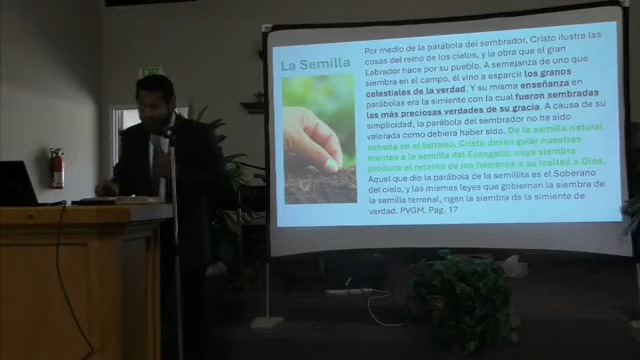 La Semilla
Por medio de la parábola del sembrador, Cristo ilustra las
cosas del reino de los cielos, y la obra que el gran
Labrador hace por su pueblo. A semejanza de uno que
siembra en el campo, él vino a esparcir los granos
celestiales de la verdad. Y su misma enseñanza en
parábolas era la simiente con la cual fueron sembradas
las más preciosas verdades de su gracia. A causa de su
simplicidad, la parábola del sembrador no ha sido
valorada como debiera haber sido. De la semilla natural
echada en el terreno, Cristo desea guiar nuestras
mentes a la semilla del Evangelio, cuya siembra
produce el retorno de los hombres a su lealtad a Dios.
Aquel que dio la parábola de la semillita es el Soberano
del cielo, y las mismas leyes que gobiernan la siembra de
la semilla terrenal, rigen la siembra de la simiente de
verdad. PVGM. Pag. 17